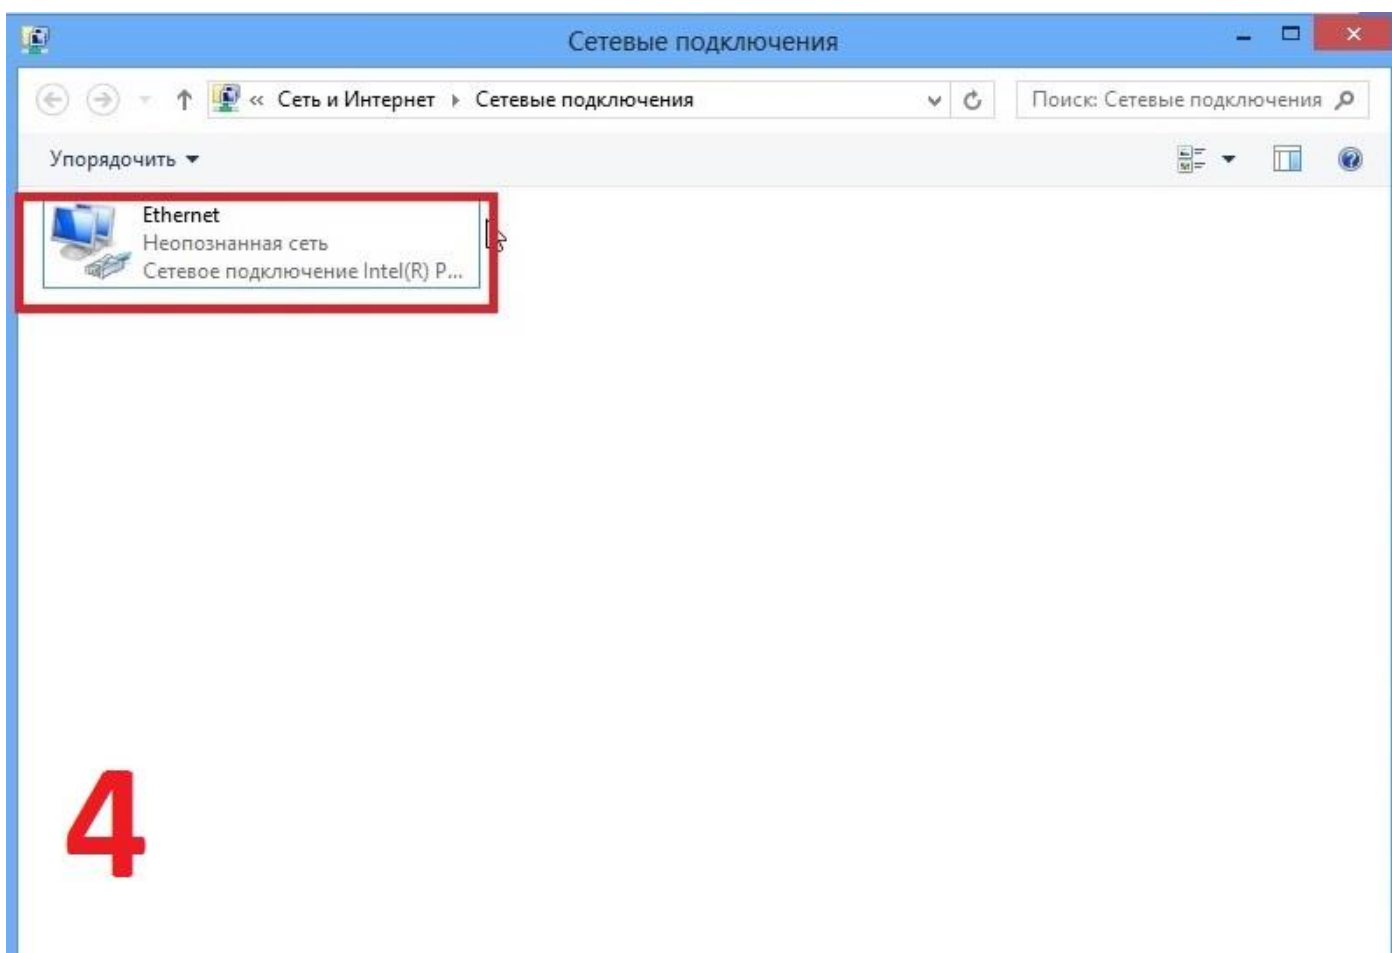 Сетевые подключения
« Сеть и Интернет Сетевые подключения
Поиск: Сетевые подключения
Упорядочить
Ethernet
Неопознанная сеть
Сетевое подключение Intel(R) P...
4